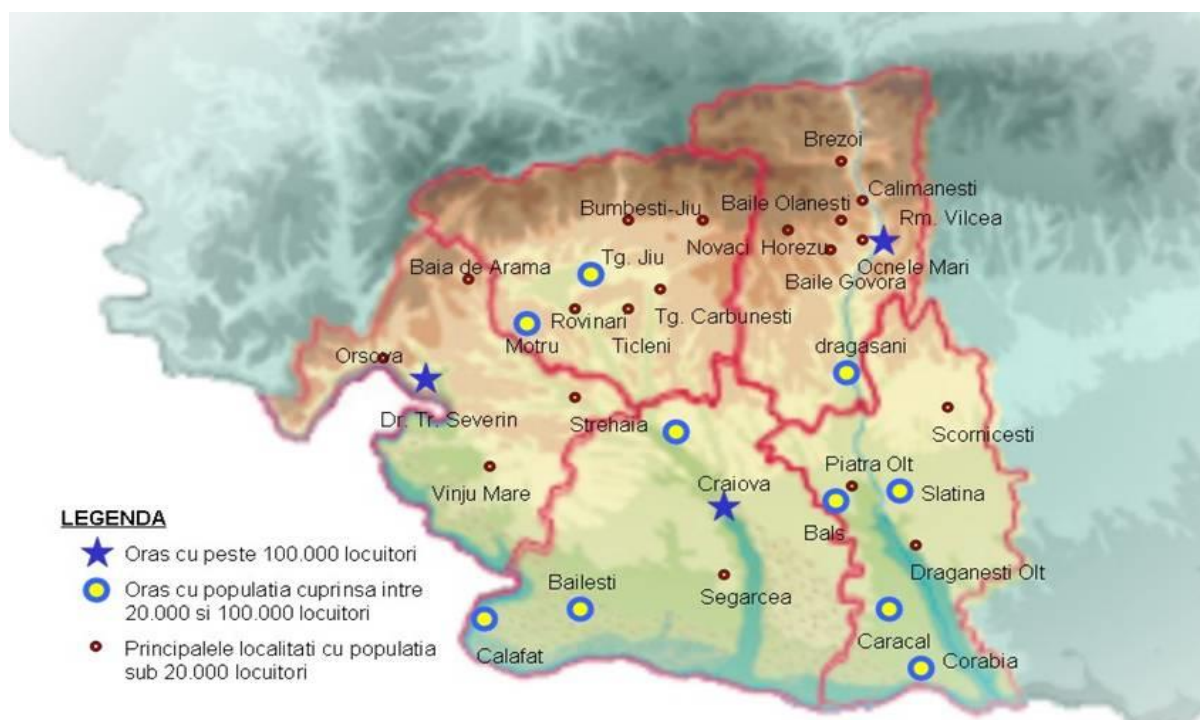 Brezoi
Calimanesti
Baile Olanesti
Rm. Vilcea
Bumbesti-Jiu
Novaci
Horezu
Ocnele Mari
Baile Govora
Tg. Jiu
Baia de Arama
Rovinari
Tg. Carbunesti
Motru
Ticleni
dragasani
Orsova
Dr. Tr. Severin
Strehaia
Scornicesti
Piatra Olt
Vinju Mare
Craiova
Slatina
Bals
Draganesti Olt
Bailesti
Segarcea
Caracal
Calafat
Corabia
LEGENDA
Oras cu peste 100.000 locuitori
Oras cu populatia cuprinsa intre
20.000 si 100.000 locuitori
Principalele localitati cu populatia
sub 20.000 locuitori